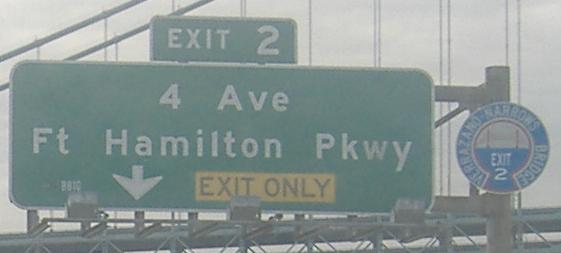 EXIT 2
4 Ave
Ft Hamilton Pkwy
EXIT ONLY
VERRAZANO-NARROWS BRIDGE
EXIT
2